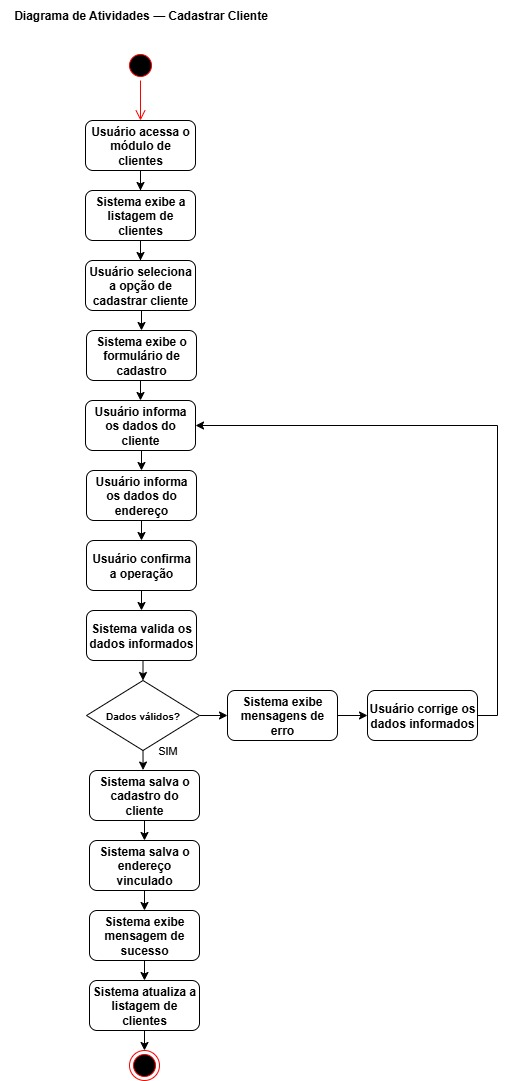 Diagrama de Atividades — Cadastrar Cliente
Usuário acessa o
módulo de
clientes
Sistema exibe a
listagem de
clientes
Usuário seleciona
a opção de
cadastrar cliente
Sistema exibe o
formulário de
cadastro
Usuário informa
os dados do
cliente
Usuário informa
os dados do
endereço
Usuário confirma
a operação
Sistema valida os
dados informados
Dados válidos?
Sistema exibe
mensagens de
erro
Usuário corrige os
dados informados
SIM
Sistema salva o
cadastro do
cliente
Sistema salva o
endereço
vinculado
Sistema exibe
mensagem de
sucesso
Sistema atualiza a
listagem de
clientes